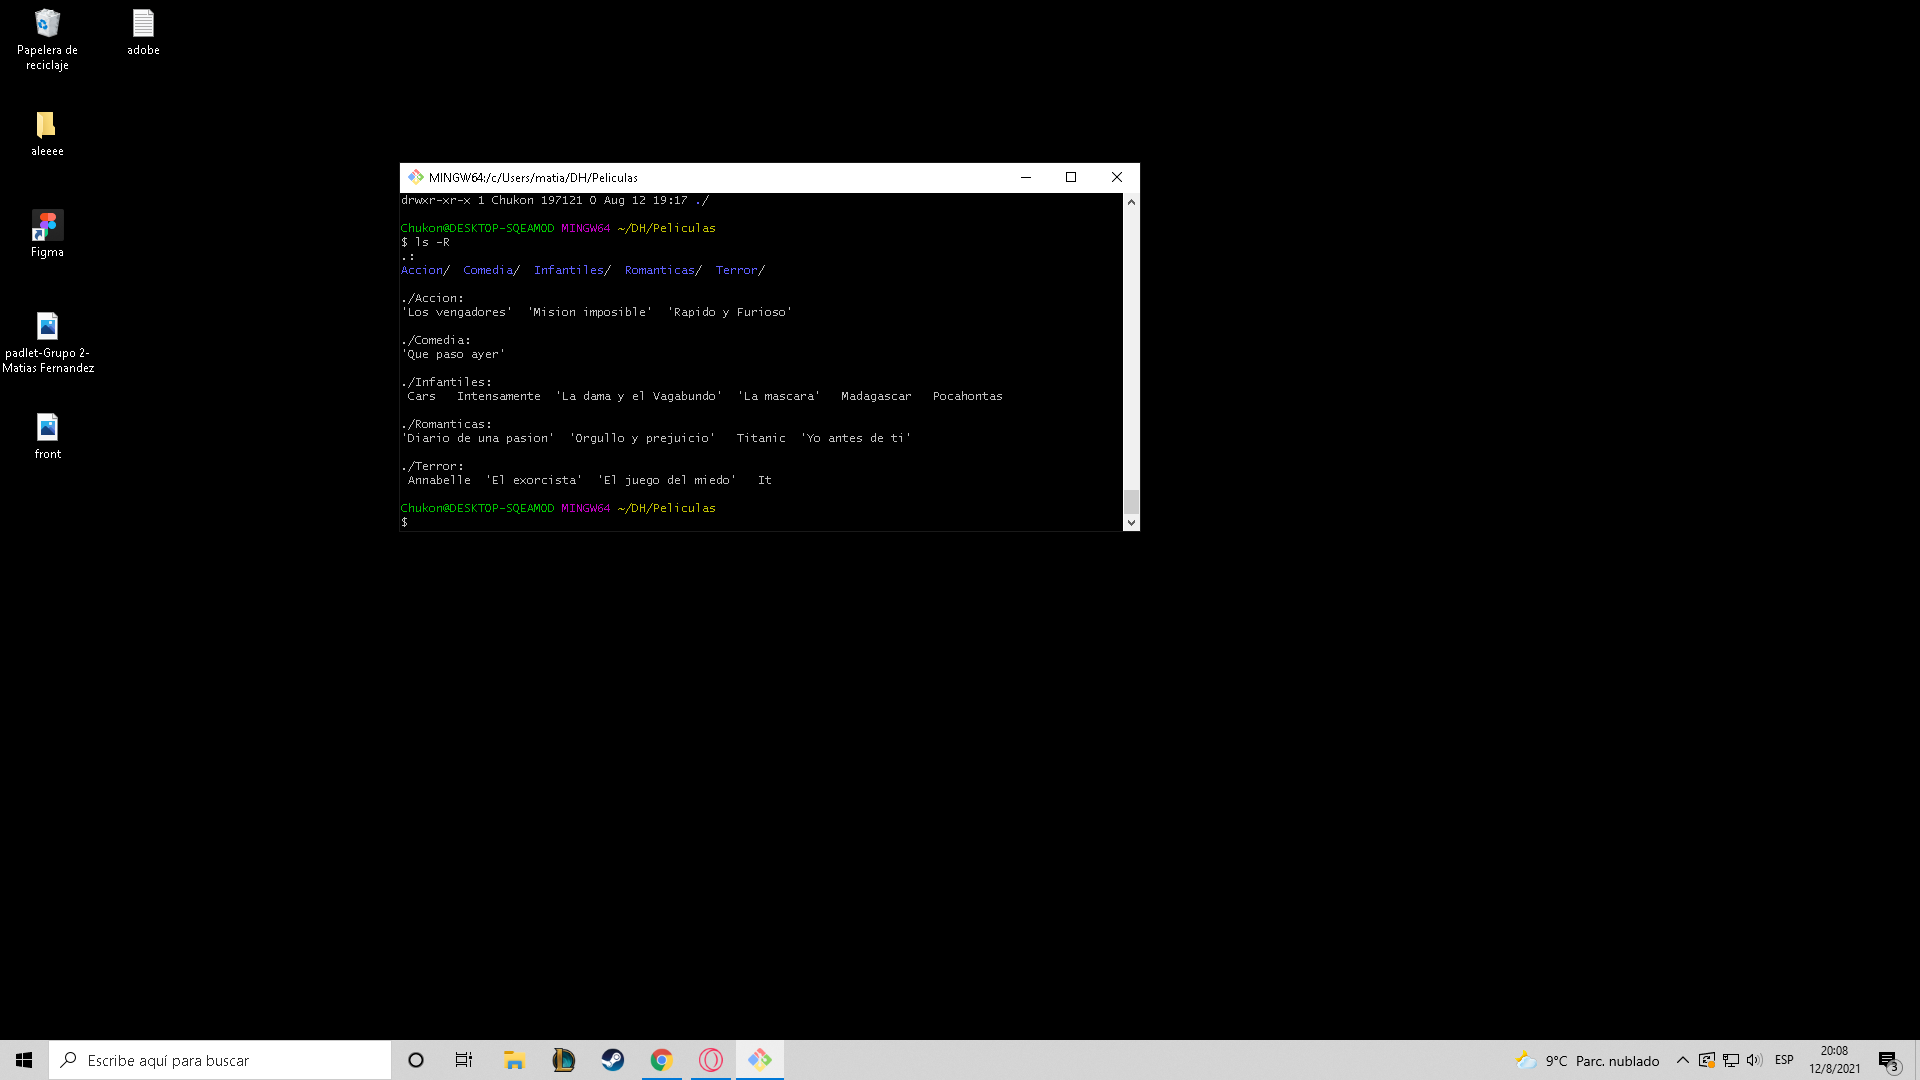 Papelera de
reciclaje
adobe
aleeee
Figma
padlet-Grupo 2-
Matias Fernandez
front
MINGW64:/c/Users/matia/DH/Peliculas
drwxr-xr-x 1 Chukon 197121 0 Aug 12 19:17 ./
Chukon@DESKTOP-SQEAMOD MINGW64 ~/DH/Peliculas
$ ls -R
.:
Accion/  Comedia/  Infantiles/  Romanticas/  Terror/
./Accion:
'Los vengadores'  'Mision imposible'  'Rapido y Furioso'
./Comedia:
'Que paso ayer'
./Infantiles:
 Cars   Intensamente  'La dama y el Vagabundo'  'La mascara'   Madagascar   Pocahontas
./Romanticas:
'Diario de una pasion'  'Orgullo y prejuicio'   Titanic  'Yo antes de ti'
./Terror:
 Annabelle  'El exorcista'  'El juego del miedo'   It
Chukon@DESKTOP-SQEAMOD MINGW64 ~/DH/Peliculas
$
Escribe aquí para buscar
9°C  Parc. nublado
ESP
20:08
12/8/2021
3